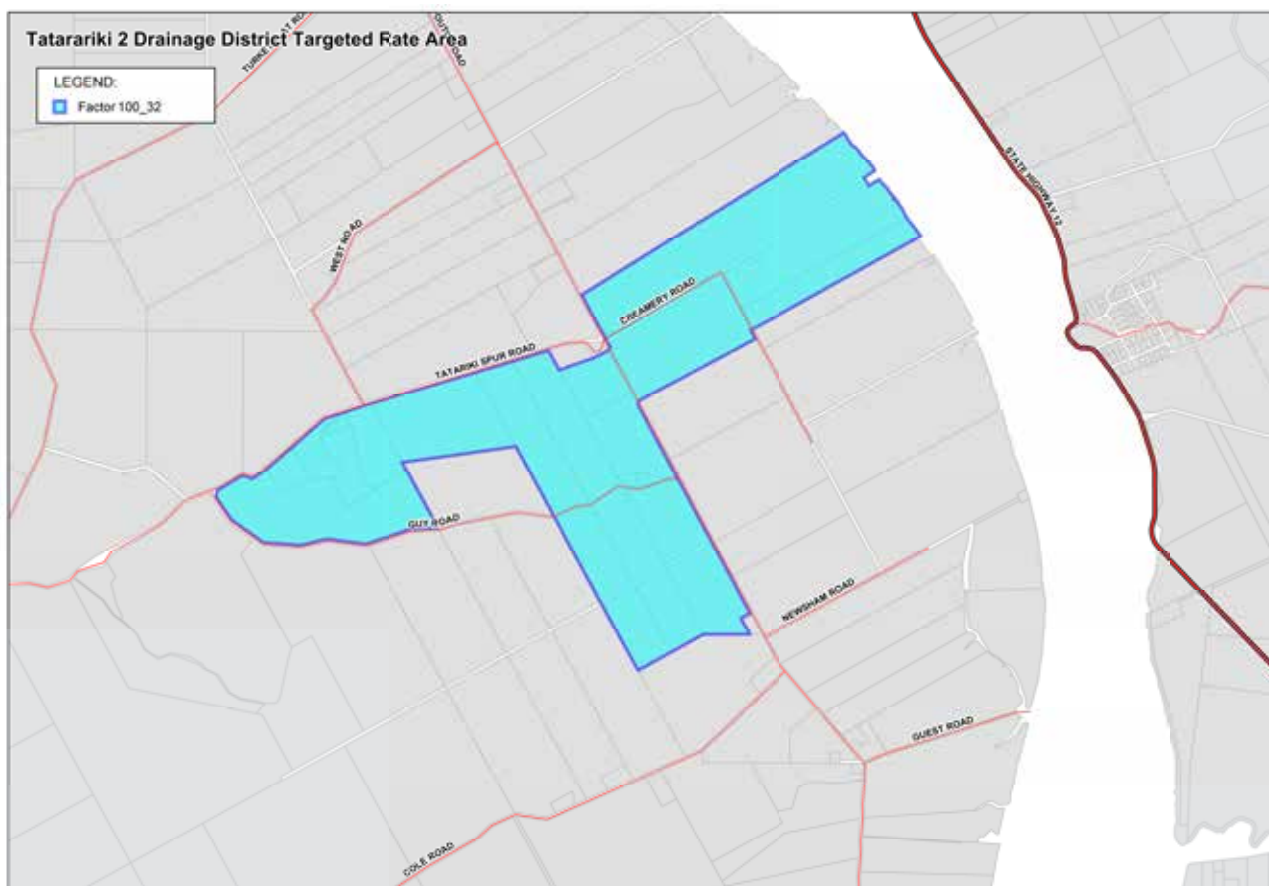 Tatarariki 2 Drainage District Targeted Rate Area
LEGEND:
Factor 100_32
WEST ROAD
STATE HIGHWAY 12
CREAMERY ROAD
TATARIKI SPUR ROAD
GUY ROAD
NEWSHAM ROAD
GUEST ROAD
COLE ROAD